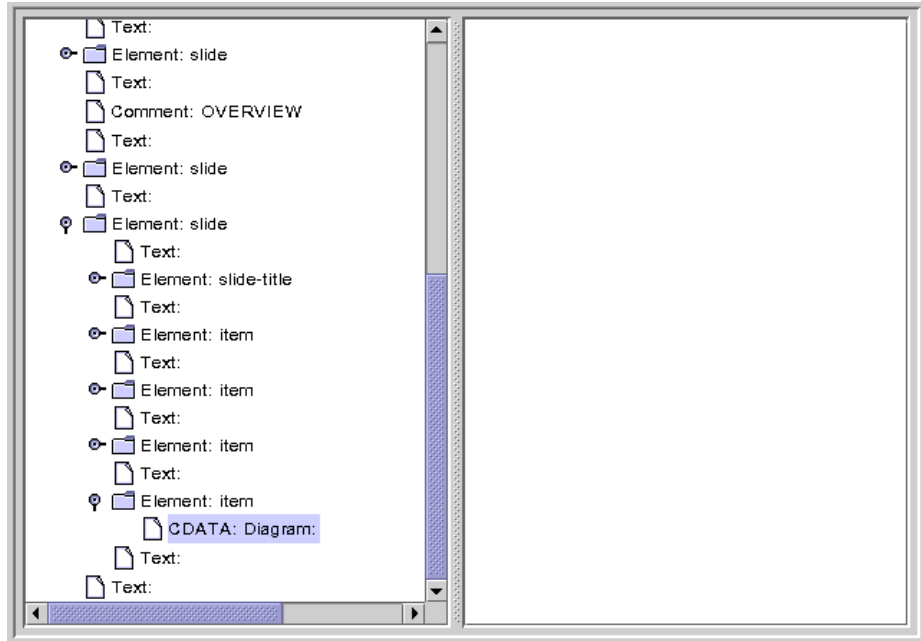 Text:
Element: slide
Text:
Comment: OVERVIEW
Text:
Element: slide
Text:
Element: slide
Text:
Element: slide-title
Text:
Element: item
Text:
Element: item
Text:
Element: item
Text:
Element: item
CDATA: Diagram:
Text:
Text: